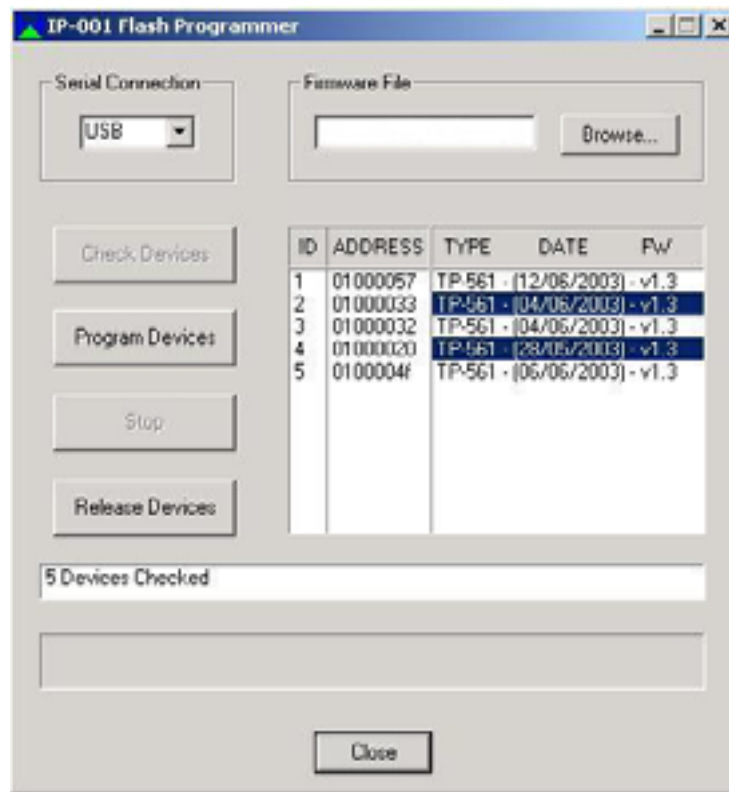 IP-001 Flash Programmer
Serial Connection
Firmware File
USB
Browse...
Check Devices
Program Devices
Stop
Release Devices
ID ADDRESS TYPE DATE FW
1 01000057 TP-561 - (12/06/2003) - v1.3
2 01000033 TP-561 - (04/06/2003) - v1.3
3 01000032 TP-561 - (04/06/2003) - v1.3
4 01000020 TP-561 - (28/05/2003) - v1.3
5 0100004f TP-561 - (06/06/2003) - v1.3
5 Devices Checked
Close